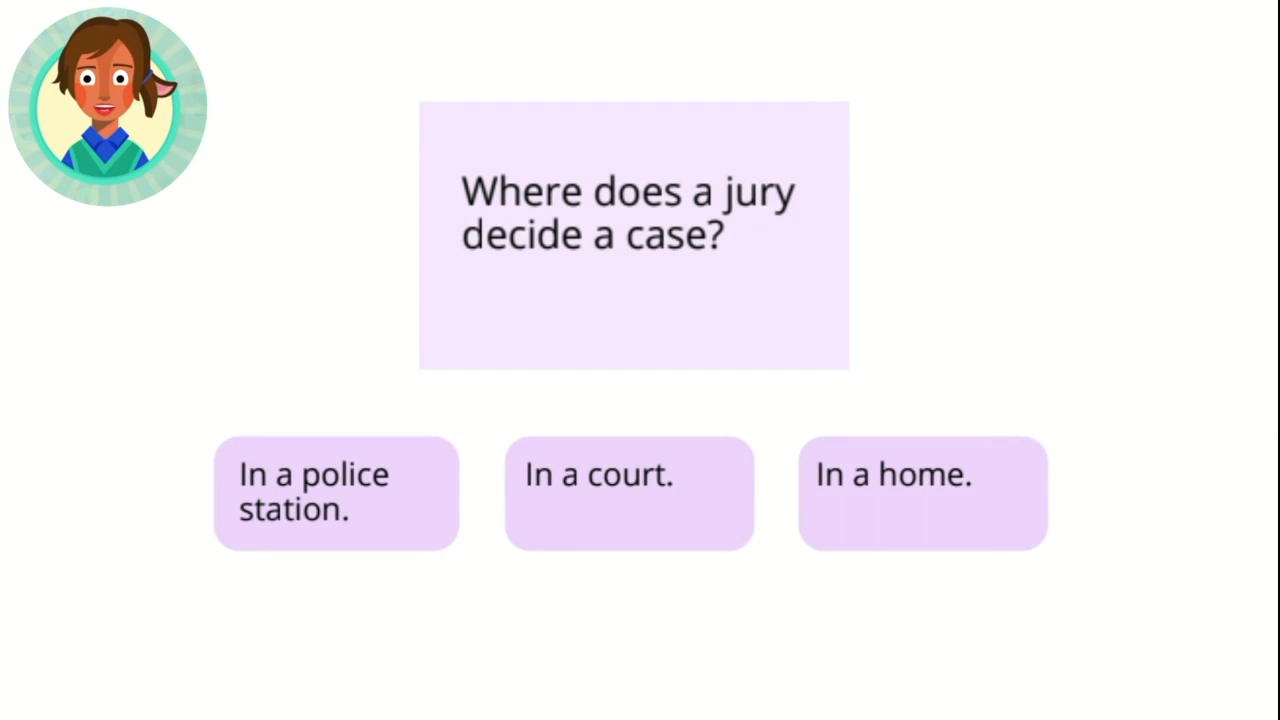 Where does a jury
decide a case?
In a police
station.
In a court.
In a home.